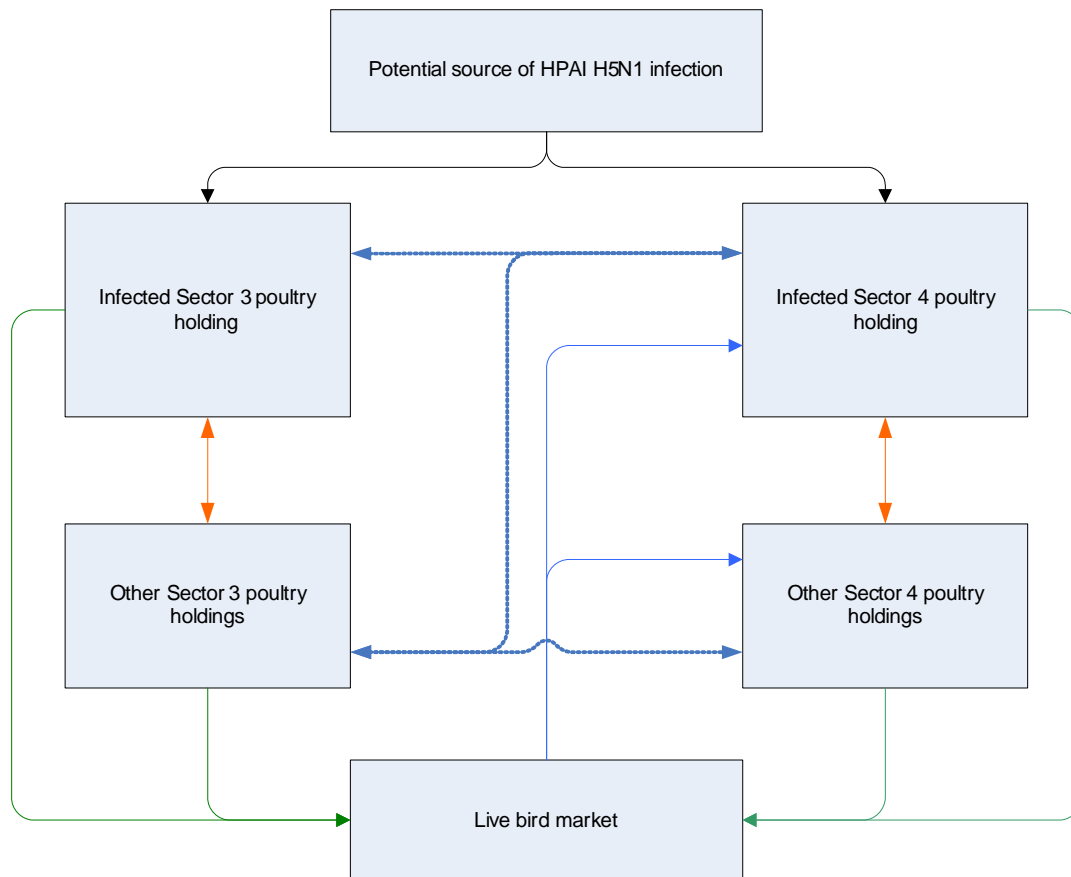 Potential source of HPAI H5N1 infection
Infected Sector 3 poultry
holding
Infected Sector 4 poultry
holding
Other Sector 3 poultry
holdings
Other Sector 4 poultry
holdings
Live bird market